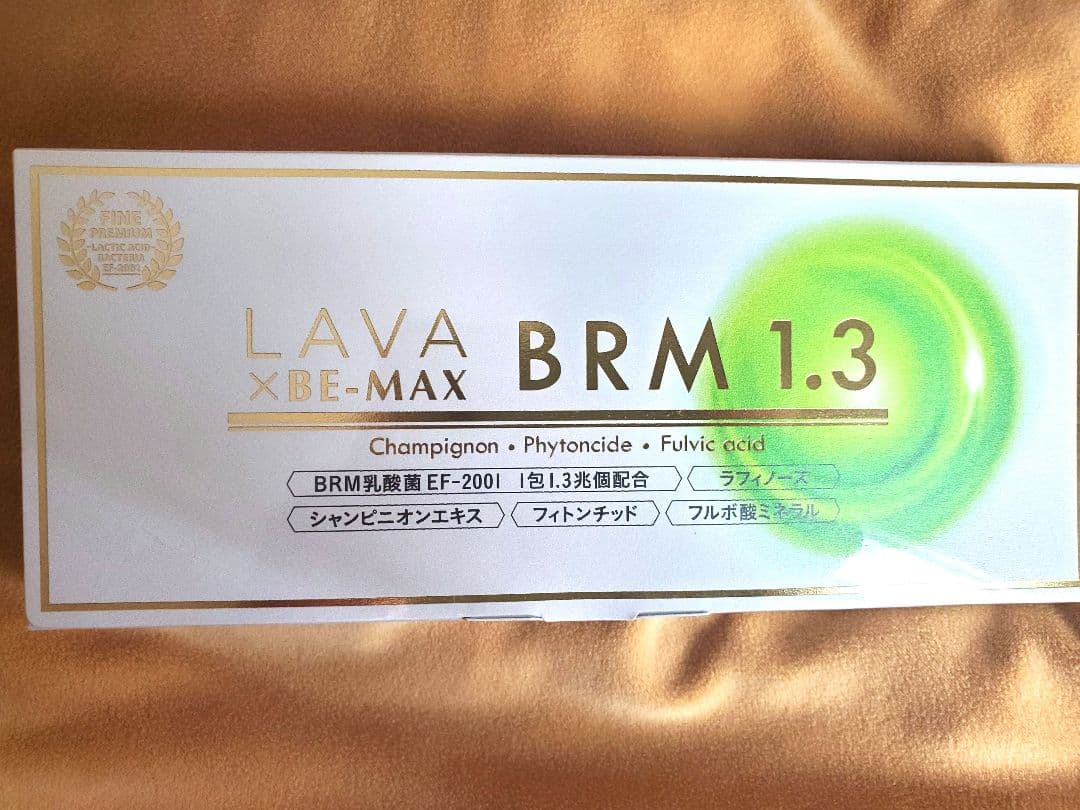 FINE
PREMIUM
-LACTIC ACID-
BACTERIA
EF-2001
LAVA
×BE-MAX
BRM 1.3
Champignon • Phytoncide • Fulvic acid
BRM乳酸菌 EF-2001 1包1.3兆個配合
ラフィノース
シャンピニオンエキス
フィトンチッド
フルボ酸ミネラル